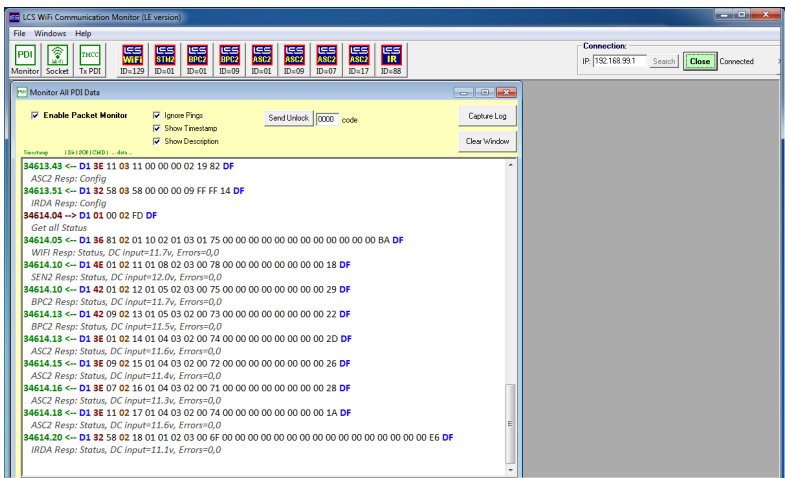 LCS WiFi Communication Monitor (LE version)
File Windows Help
PDI
Monitor
Wi-Fi
Socket
TMCC
Tx PDI
LCS WiFi ID=129
LCS STM2 ID=01
LCS BPC2 ID=01
LCS BPC2 ID=09
LCS ASC2 ID=01
LCS ASC2 ID=09
LCS ASC2 ID=07
LCS ASC2 ID=17
LCS IR ID=88
Connection:
IP: 192.168.99.1 Search Close Connected
Monitor All PDI Data
Enable Packet Monitor
Ignore Pings
Show Timestamp
Show Description
Send Unlock 0000 code
Capture Log
Clear Window
Timestamp |Dir| SOP |CMD| ... data ...
34613.43 <-- D1 3E 11 03 11 00 00 00 02 19 82 DF
ASC2 Resp: Config
34613.51 <-- D1 32 58 03 58 00 00 00 09 FF FF 14 DF
IRDA Resp: Config
34614.04 --> D1 01 00 02 FD DF
Get all Status
34614.05 <-- D1 36 81 02 01 10 02 01 03 01 75 00 00 00 00 00 00 00 00 00 00 00 00 BA DF
WIFI Resp: Status, DC input=11.7v, Errors=0,0
34614.10 <-- D1 4E 01 02 11 01 08 02 03 00 78 00 00 00 00 00 00 00 00 18 DF
SEN2 Resp: Status, DC input=12.0v, Errors=0,0
34614.10 <-- D1 42 01 02 12 01 05 02 03 00 75 00 00 00 00 00 00 00 00 29 DF
BPC2 Resp: Status, DC input=11.7v, Errors=0,0
34614.13 <-- D1 42 09 02 13 01 05 03 02 00 73 00 00 00 00 00 00 00 00 22 DF
BPC2 Resp: Status, DC input=11.5v, Errors=0,0
34614.13 <-- D1 3E 01 02 14 01 04 03 02 00 74 00 00 00 00 00 00 00 00 2D DF
ASC2 Resp: Status, DC input=11.6v, Errors=0,0
34614.15 <-- D1 3E 09 02 15 01 04 03 02 00 72 00 00 00 00 00 00 00 00 26 DF
ASC2 Resp: Status, DC input=11.4v, Errors=0,0
34614.16 <-- D1 3E 07 02 16 01 04 03 02 00 71 00 00 00 00 00 00 00 00 28 DF
ASC2 Resp: Status, DC input=11.3v, Errors=0,0
34614.18 <-- D1 3E 11 02 17 01 04 03 02 00 74 00 00 00 00 00 00 00 00 1A DF
ASC2 Resp: Status, DC input=11.6v, Errors=0,0
34614.20 <-- D1 32 58 02 18 01 01 02 03 00 6F 00 00 00 00 00 00 00 00 00 00 00 00 00 00 00 00 E6 DF
IRDA Resp: Status, DC input=11.1v, Errors=0,0